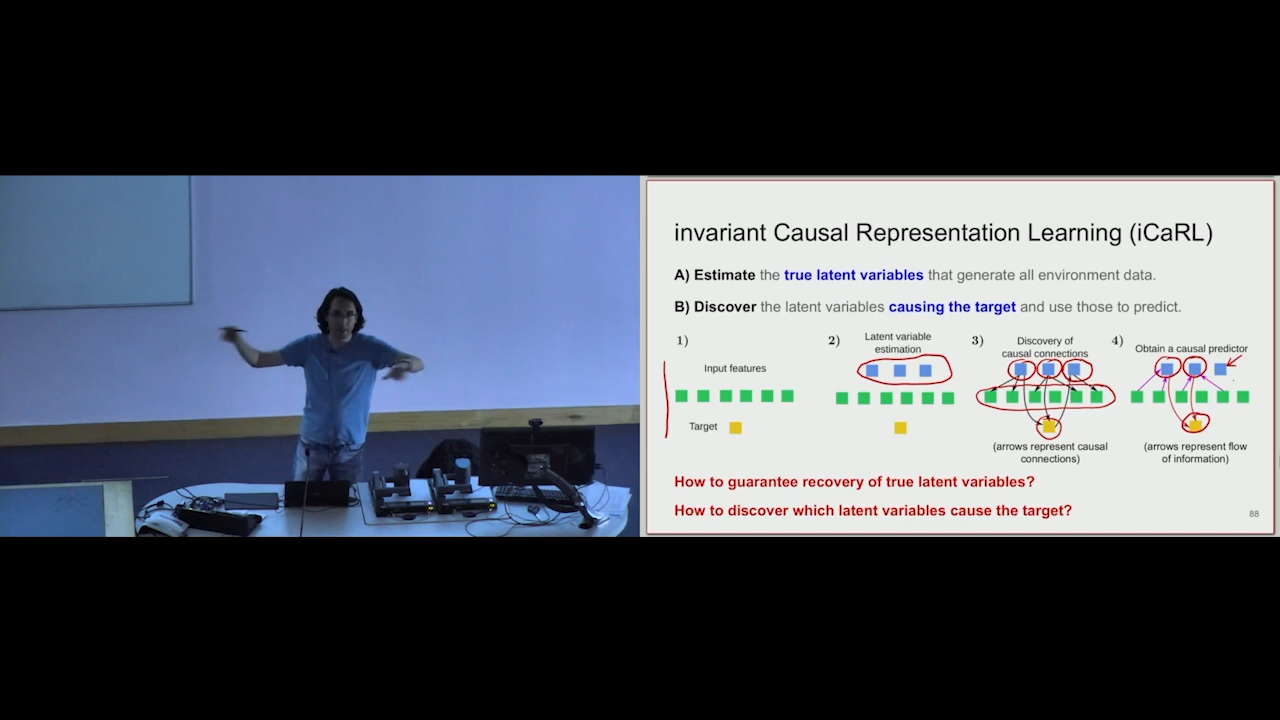 invariant Causal Representation Learning (iCaRL)
A) Estimate the true latent variables that generate all environment data.
B) Discover the latent variables causing the target and use those to predict.
1)
Input features
Target
2)
Latent variable
estimation
3)
Discovery of
causal connections
(arrows represent causal
connections)
4)
Obtain a causal predictor
(arrows represent flow
of information)
How to guarantee recovery of true latent variables?
How to discover which latent variables cause the target?
88